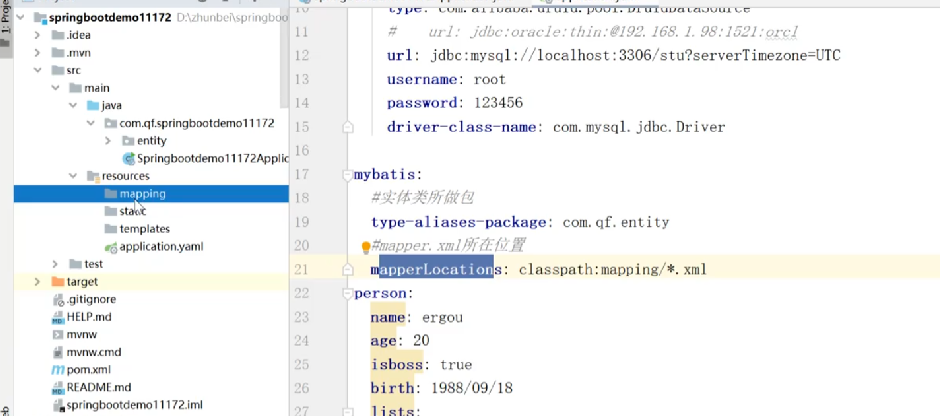 springbootdemo11172 D:\zhunbei\springboo
.idea
.mvn
src
main
java
com.qf.springbootdemo11172
entity
Springbootdemo11172Applic
resources
mapping
templates
application.yaml
test
target
.gitignore
HELP.md
mvnw
mvnw.cmd
pom.xml
README.md
springbootdemo11172.iml
1: Proje
10 type: com.alibaba.druid.pool.DruidDataSource
11 # url: jdbc:oracle:thin:@192.168.1.98:1521:orcl
12 url: jdbc:mysql://localhost:3306/stu?serverTimezone=UTC
13 username: root
14 password: 123456
15 driver-class-name: com.mysql.jdbc.Driver
16
17 mybatis:
18 #实体类所做包
19 type-aliases-package: com.qf.entity
20 #mapper.xml所在位置
21 mapperLocations: classpath:mapping/*.xml
22 person:
23 name: ergou
24 age: 20
25 isboss: true
26 birth: 1988/09/18
27 lists: